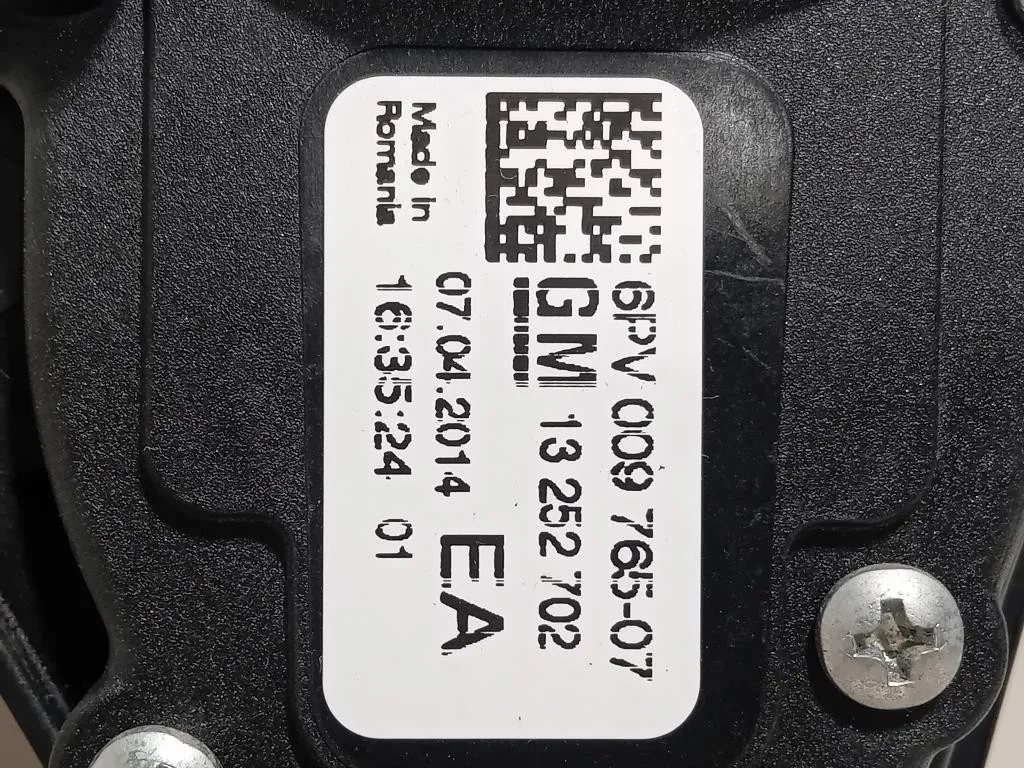 6PV 009 765-07
GM 13 252 702
EA
Made in
Romania
07.04.2014
16:35:24 01